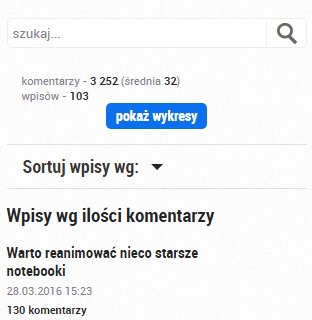 szukaj...
komentarzy - 3 252 (średnia 32)
wpisów - 103
pokaż wykresy
Sortuj wpisy wg:
Wpisy wg ilości komentarzy
Warto reanimować nieco starsze
notebooki
28.03.2016 15:23
130 komentarzy